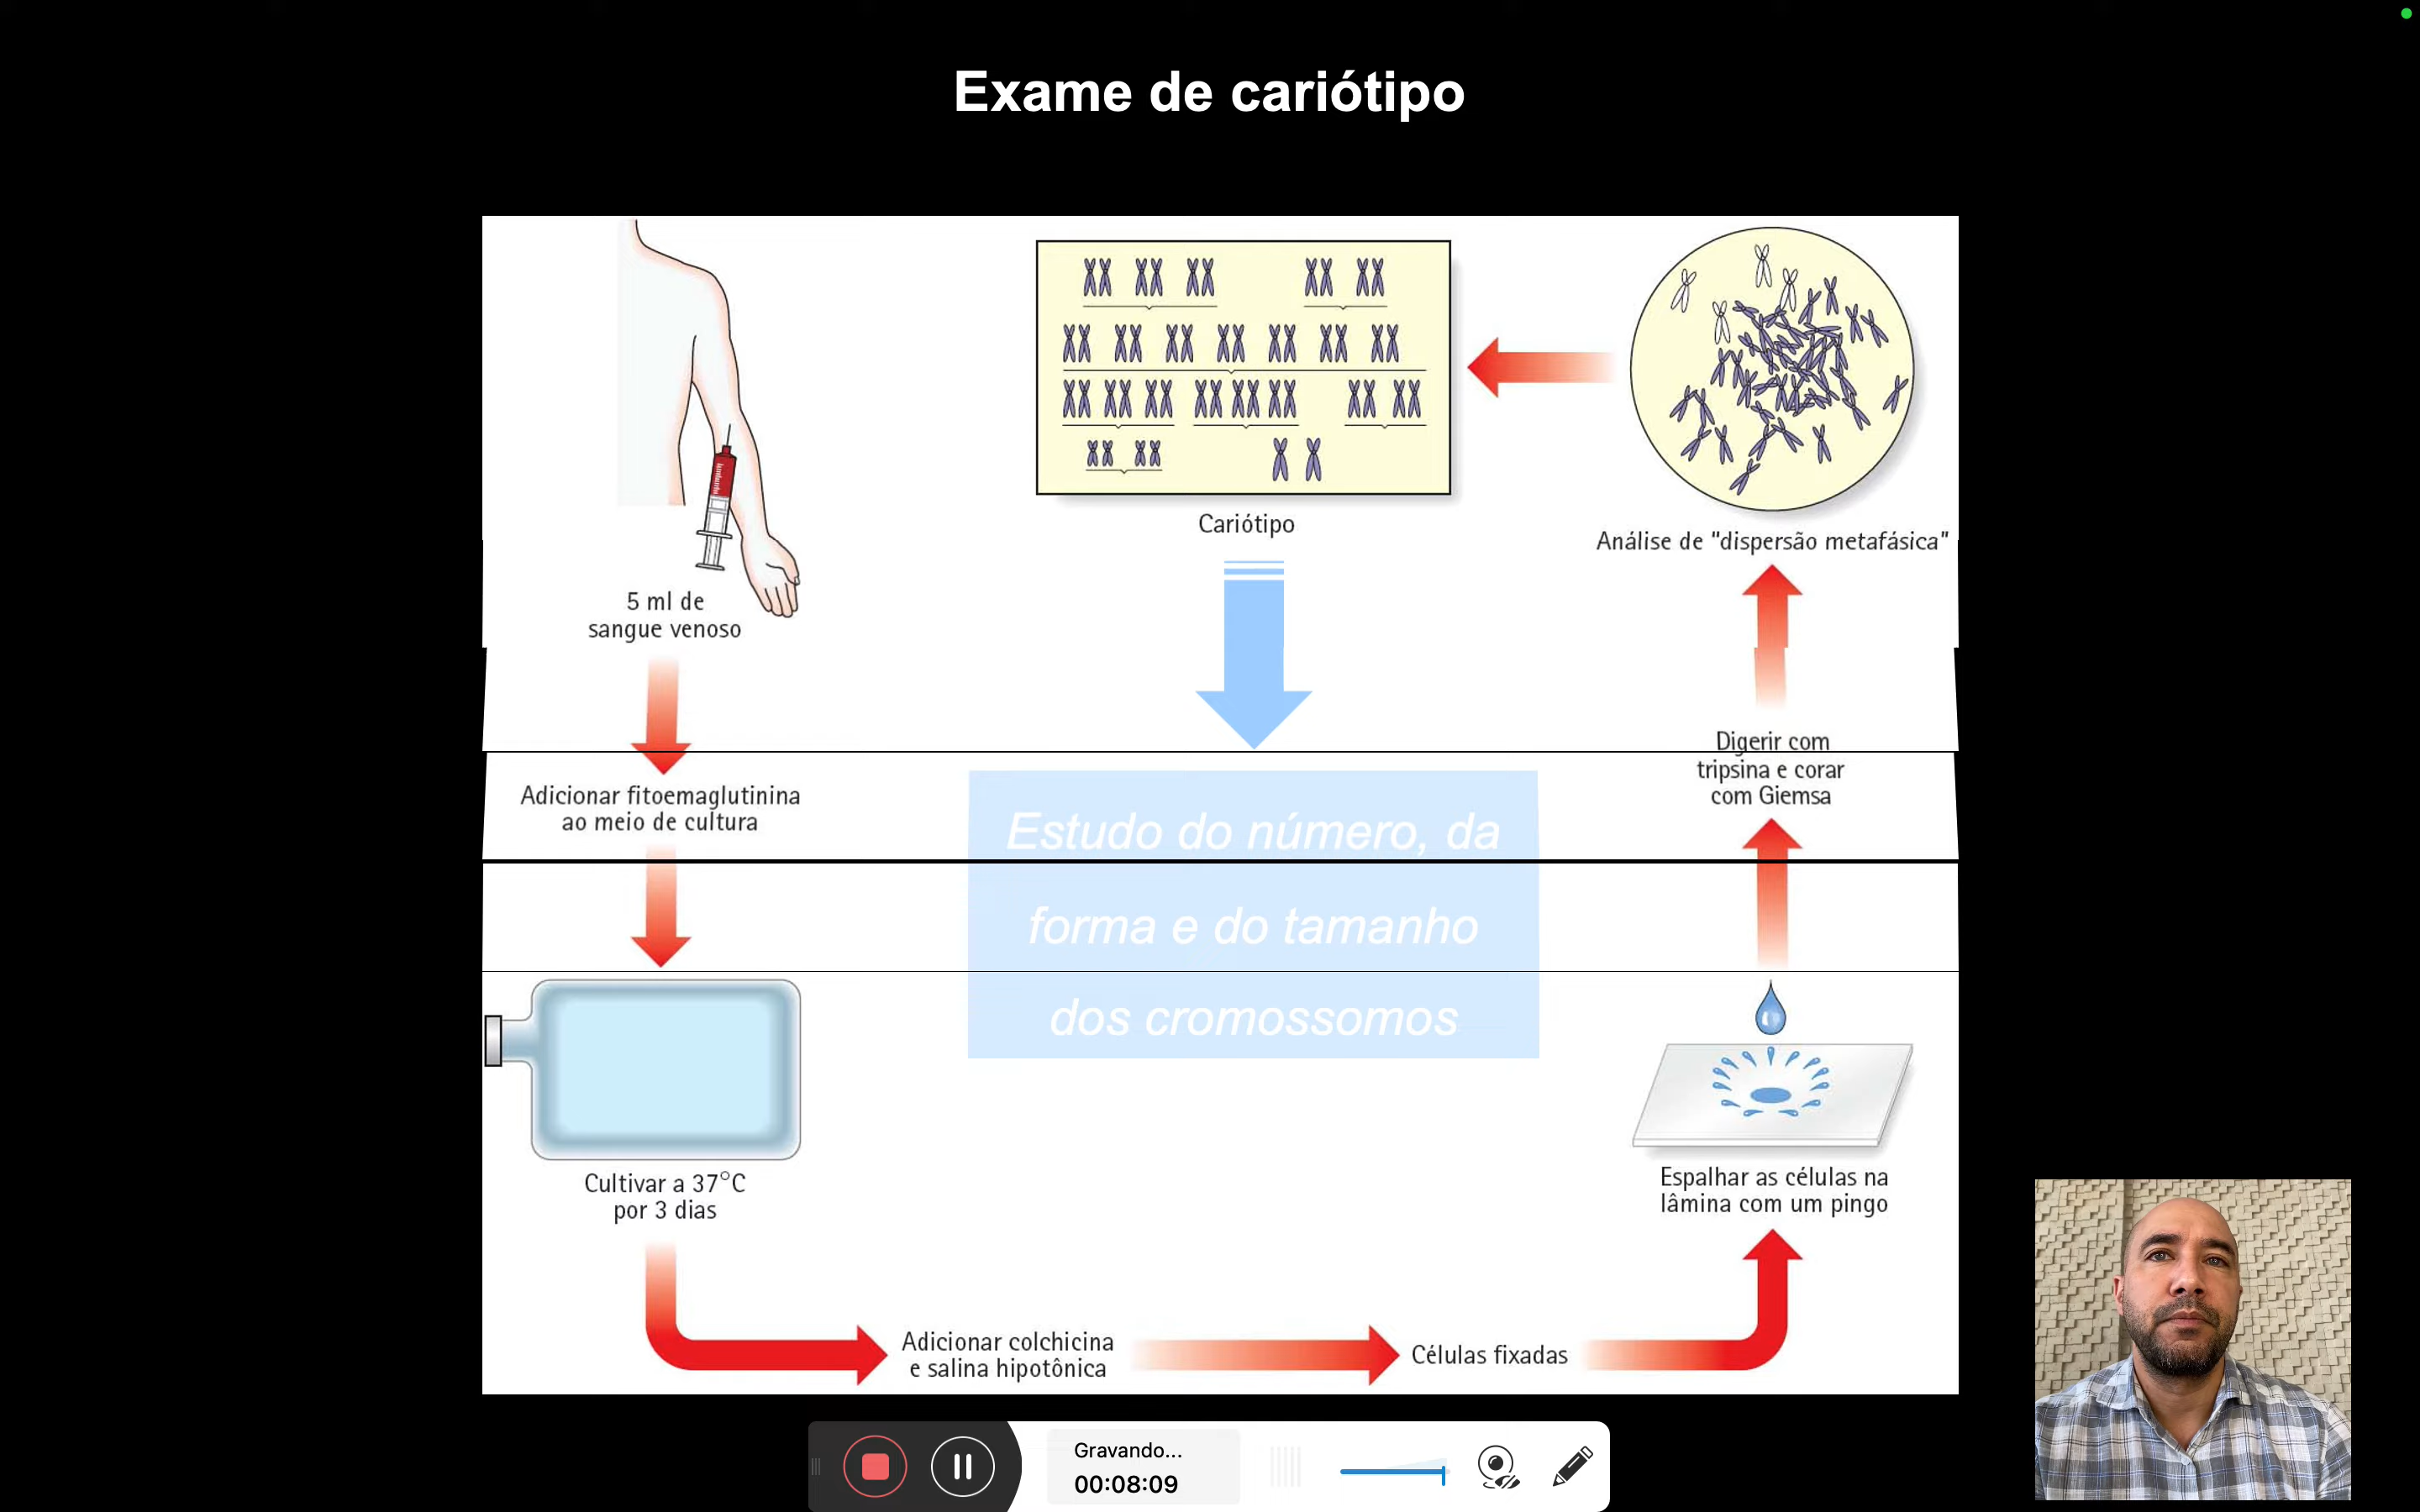 Exame de cariótipo
5 ml de
sangue venoso
Adicionar fitoemaglutinina
ao meio de cultura
Cultivar a 37°C
por 3 dias
Adicionar colchicina
e salina hipotônica
Células fixadas
Espalhar as células na
lâmina com um pingo
Digerir com
tripsina e corar
com Giemsa
Análise de "dispersão metafásica"
Cariótipo
Estudo do número, da
forma e do tamanho
dos cromossomos
Gravando...
00:08:09